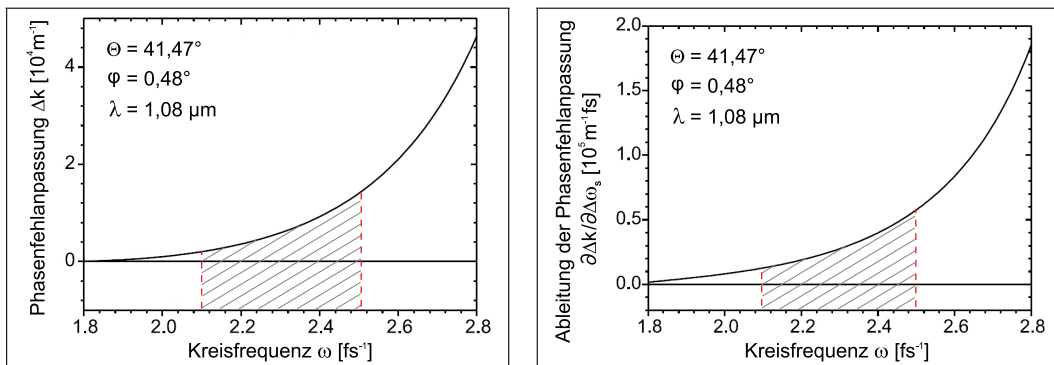 Phasenfehlanpassung Δk [10⁴m⁻¹]
4
2
0
Θ = 41,47°
φ = 0,48°
λ = 1,08 µm
1.8 2.0 2.2 2.4 2.6 2.8
Kreisfrequenz ω [fs⁻¹]
Ableitung der Phasenfehlanpassung
∂Δk/∂Δωₛ [10⁵m⁻¹fs]
2.0
1.5
1.0
0.5
0.0
Θ = 41,47°
φ = 0,48°
λ = 1,08 µm
1.8 2.0 2.2 2.4 2.6 2.8
Kreisfrequenz ω [fs⁻¹]